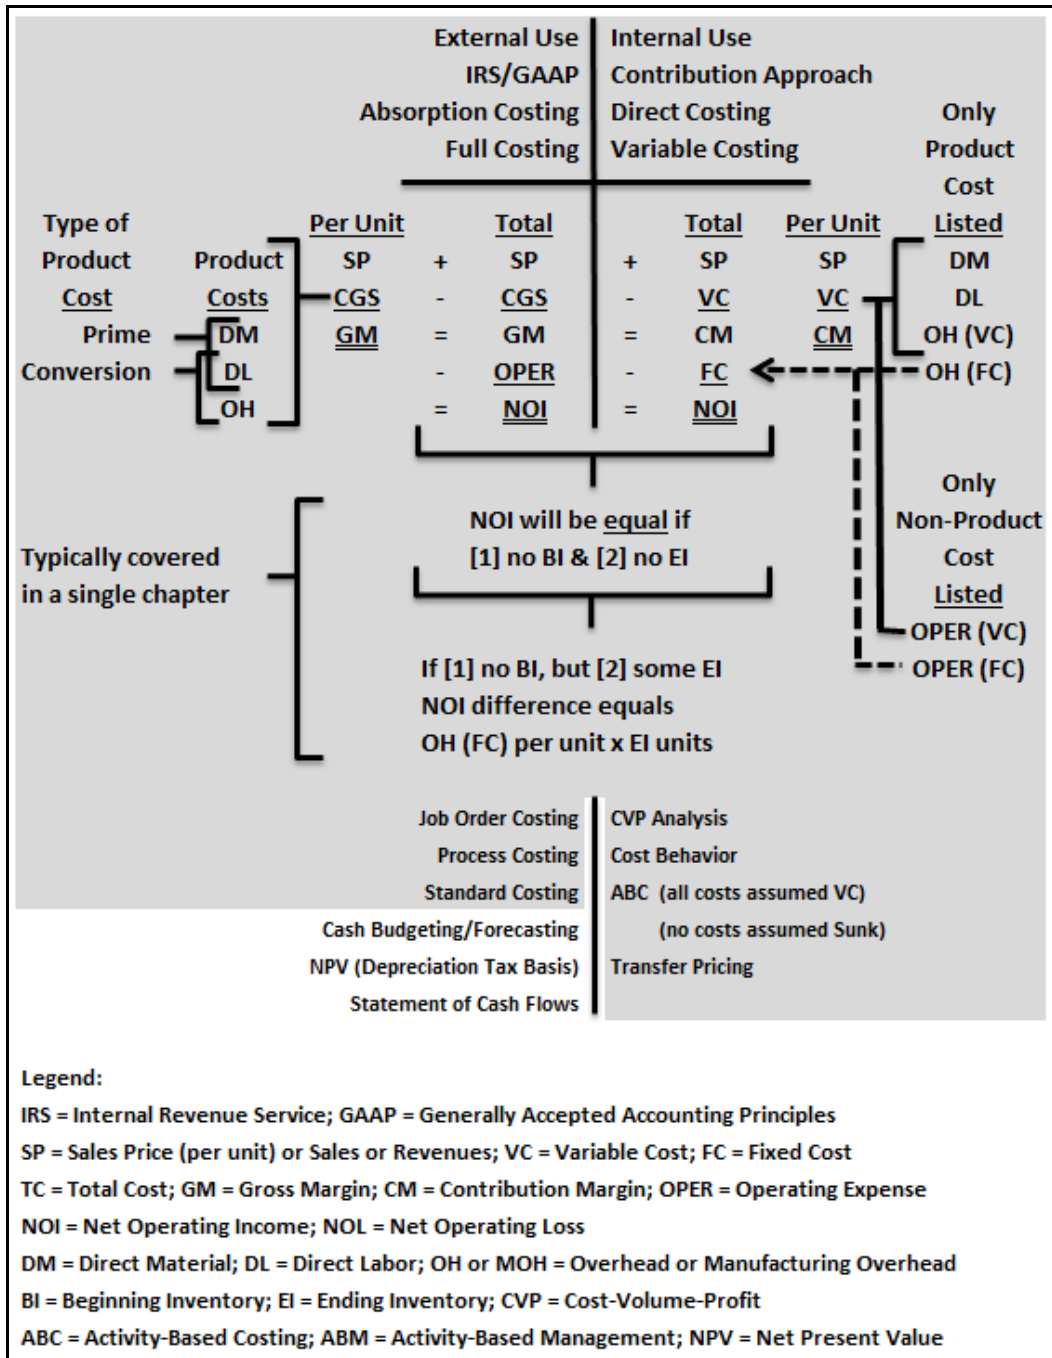 External Use Internal Use
IRS/GAAP Contribution Approach
Absorption Costing Direct Costing Only
Full Costing Variable Costing Product
Cost
Type of Per Unit Total Total Per Unit Listed
Product Product SP + SP + SP SP DM
Cost Costs CGS - CGS - VC VC DL
Prime DM GM = GM = CM CM OH (VC)
Conversion DL - OPER - FC OH (FC)
OH = NOI = NOI
Only
NOI will be equal if Non-Product
Typically covered [1] no BI & [2] no EI Cost
in a single chapter Listed
OPER (VC)
If [1] no BI, but [2] some EI OPER (FC)
NOI difference equals
OH (FC) per unit x EI units
Job Order Costing CVP Analysis
Process Costing Cost Behavior
Standard Costing ABC (all costs assumed VC)
Cash Budgeting/Forecasting (no costs assumed Sunk)
NPV (Depreciation Tax Basis) Transfer Pricing
Statement of Cash Flows
Legend:
IRS = Internal Revenue Service; GAAP = Generally Accepted Accounting Principles
SP = Sales Price (per unit) or Sales or Revenues; VC = Variable Cost; FC = Fixed Cost
TC = Total Cost; GM = Gross Margin; CM = Contribution Margin; OPER = Operating Expense
NOI = Net Operating Income; NOL = Net Operating Loss
DM = Direct Material; DL = Direct Labor; OH or MOH = Overhead or Manufacturing Overhead
BI = Beginning Inventory; EI = Ending Inventory; CVP = Cost-Volume-Profit
ABC = Activity-Based Costing; ABM = Activity-Based Management; NPV = Net Present Value